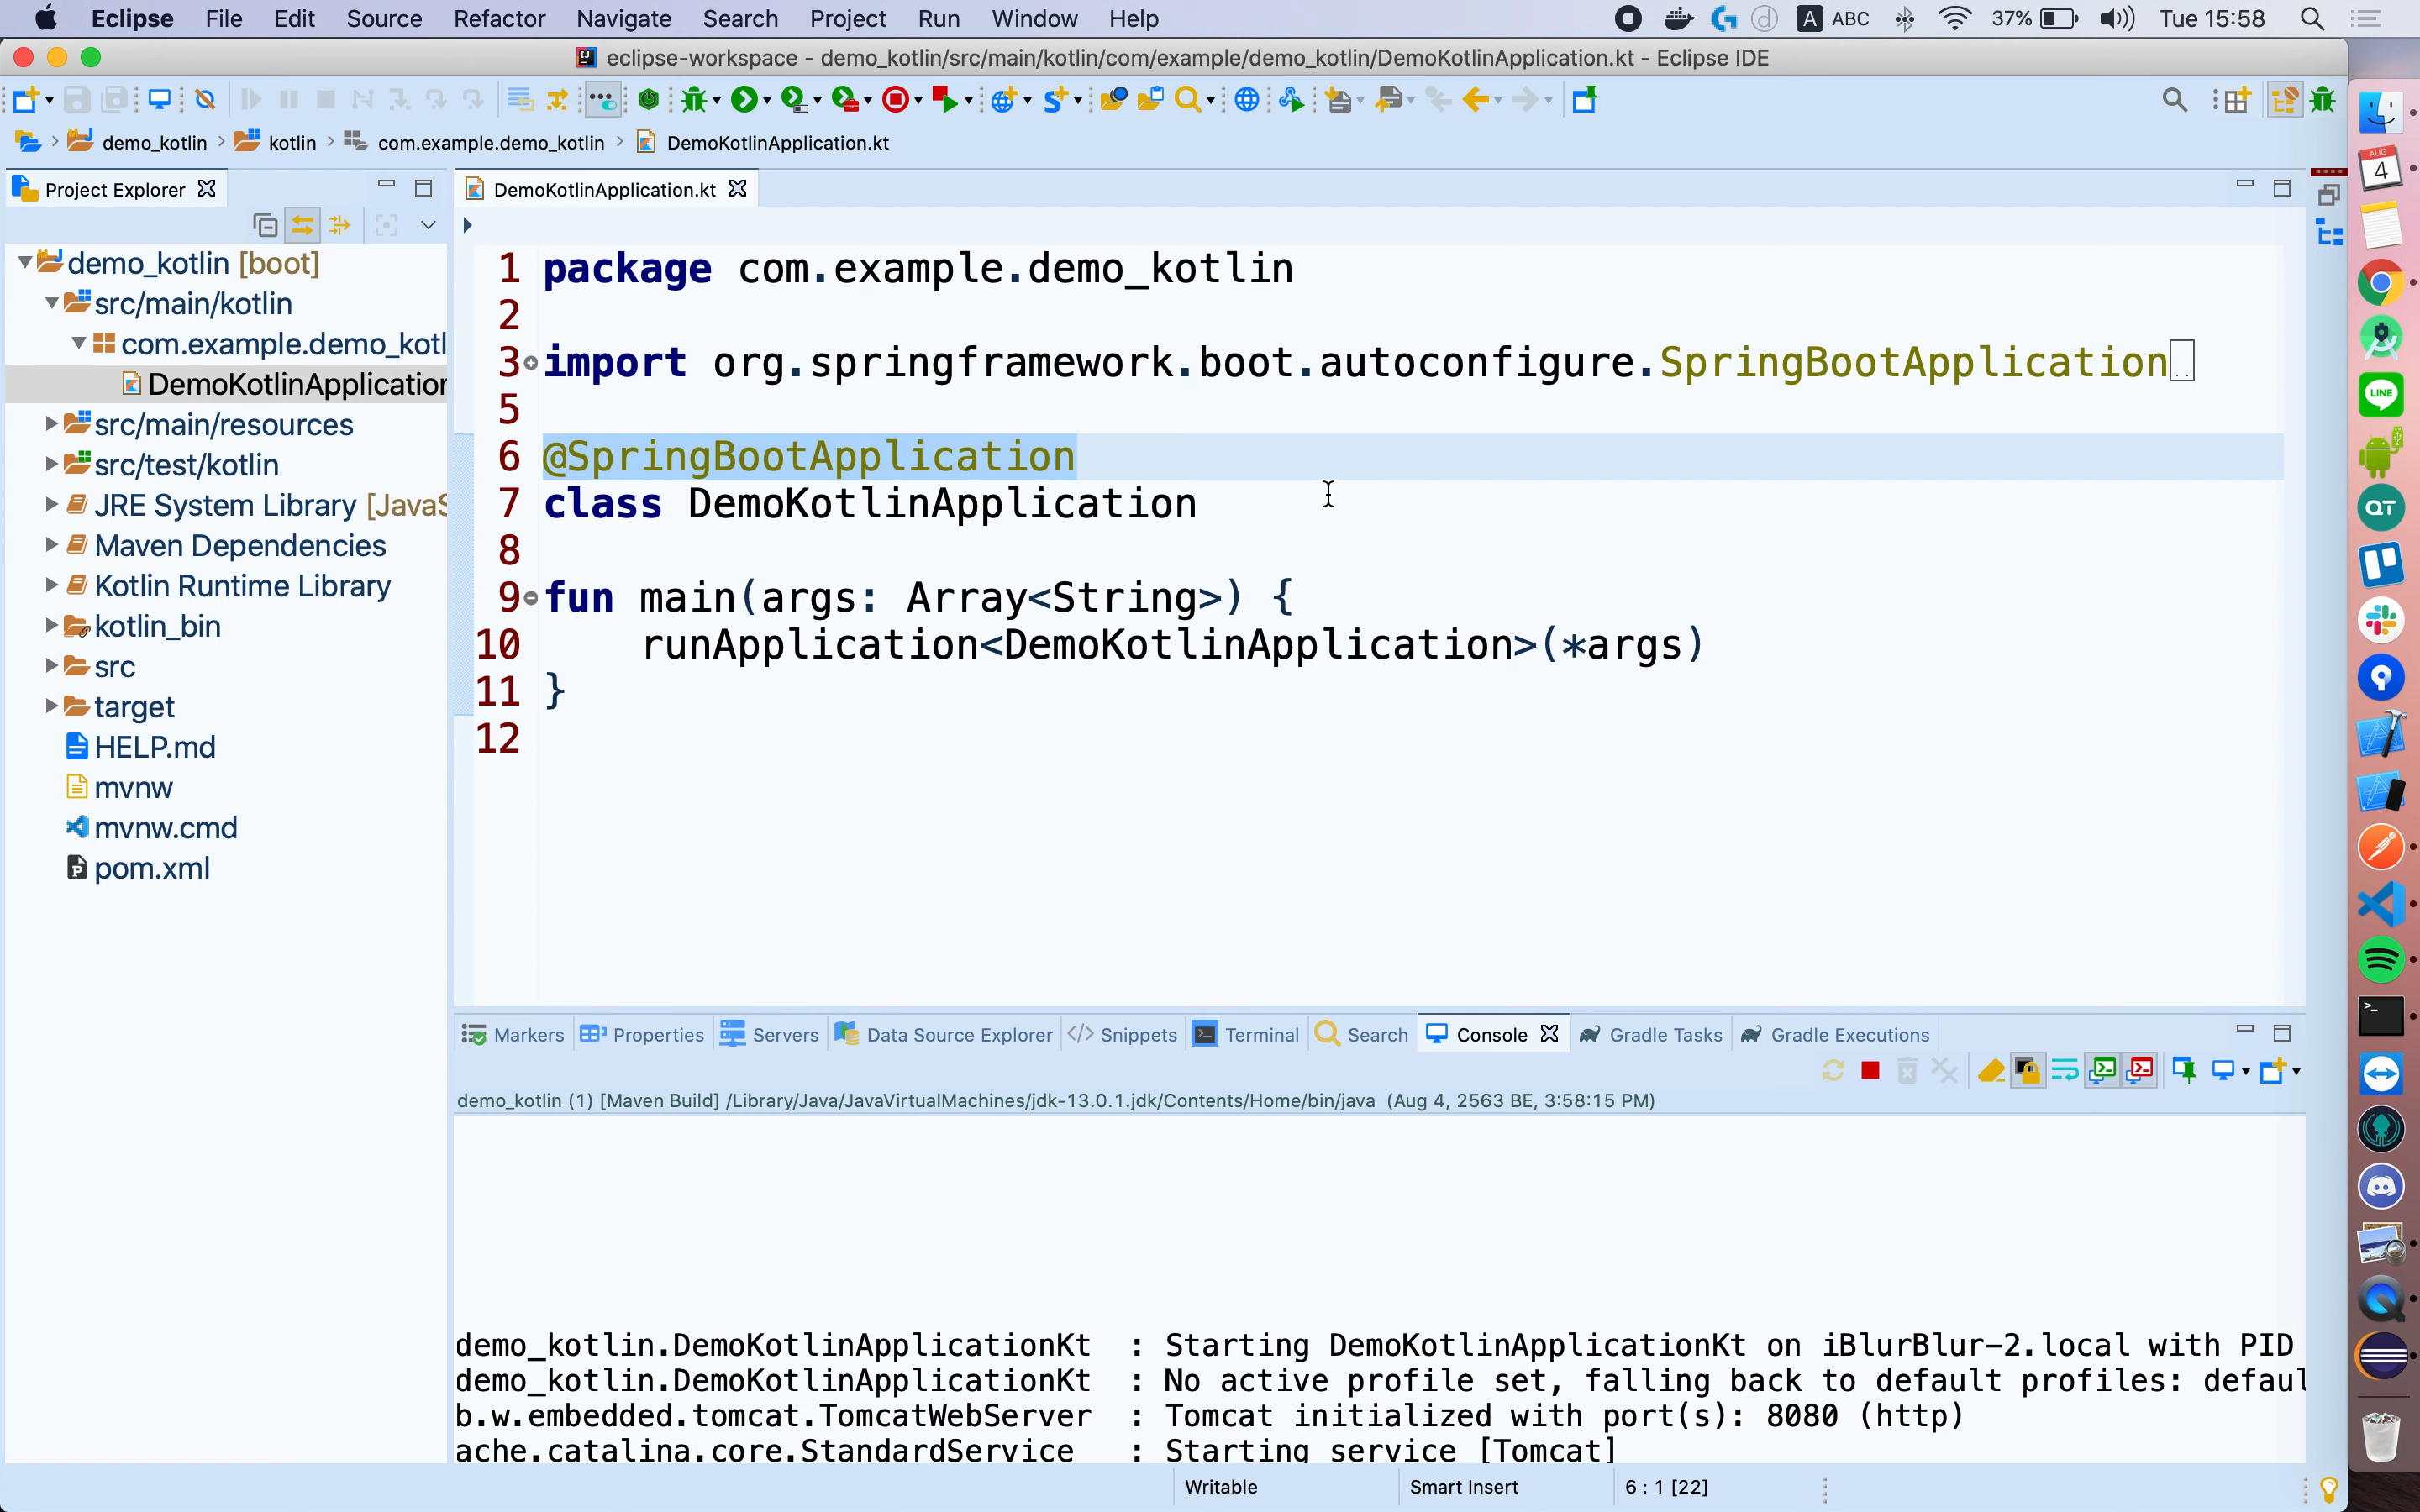 Eclipse File Edit Source Refactor Navigate Search Project Run Window Help ABC 37% Tue 15:58
eclipse-workspace - demo_kotlin/src/main/kotlin/com/example/demo_kotlin/DemoKotlinApplication.kt - Eclipse IDE
demo_kotlin kotlin com.example.demo_kotlin DemoKotlinApplication.kt
Project Explorer
demo_kotlin [boot]
src/main/kotlin
com.example.demo_kotl
DemoKotlinApplication
src/main/resources
src/test/kotlin
JRE System Library [JavaS
Maven Dependencies
Kotlin Runtime Library
kotlin_bin
src
target
HELP.md
mvnw
mvnw.cmd
pom.xml
DemoKotlinApplication.kt
1 package com.example.demo_kotlin
2
3 import org.springframework.boot.autoconfigure.SpringBootApplication..
5
6 @SpringBootApplication
7 class DemoKotlinApplication
8
9 fun main(args: Array<String>) {
10 runApplication<DemoKotlinApplication>(*args)
11 }
12
Markers Properties Servers Data Source Explorer Snippets Terminal Search Console Gradle Tasks Gradle Executions
demo_kotlin (1) [Maven Build] /Library/Java/JavaVirtualMachines/jdk-13.0.1.jdk/Contents/Home/bin/java (Aug 4, 2563 BE, 3:58:15 PM)
demo_kotlin.DemoKotlinApplicationKt : Starting DemoKotlinApplicationKt on iBlurBlur-2.local with PID
demo_kotlin.DemoKotlinApplicationKt : No active profile set, falling back to default profiles: defaul
b.w.embedded.tomcat.TomcatWebServer : Tomcat initialized with port(s): 8080 (http)
ache.catalina.core.StandardService : Starting service [Tomcat]
Writable Smart Insert 6 : 1 [22]
AUG
4
LINE
QT